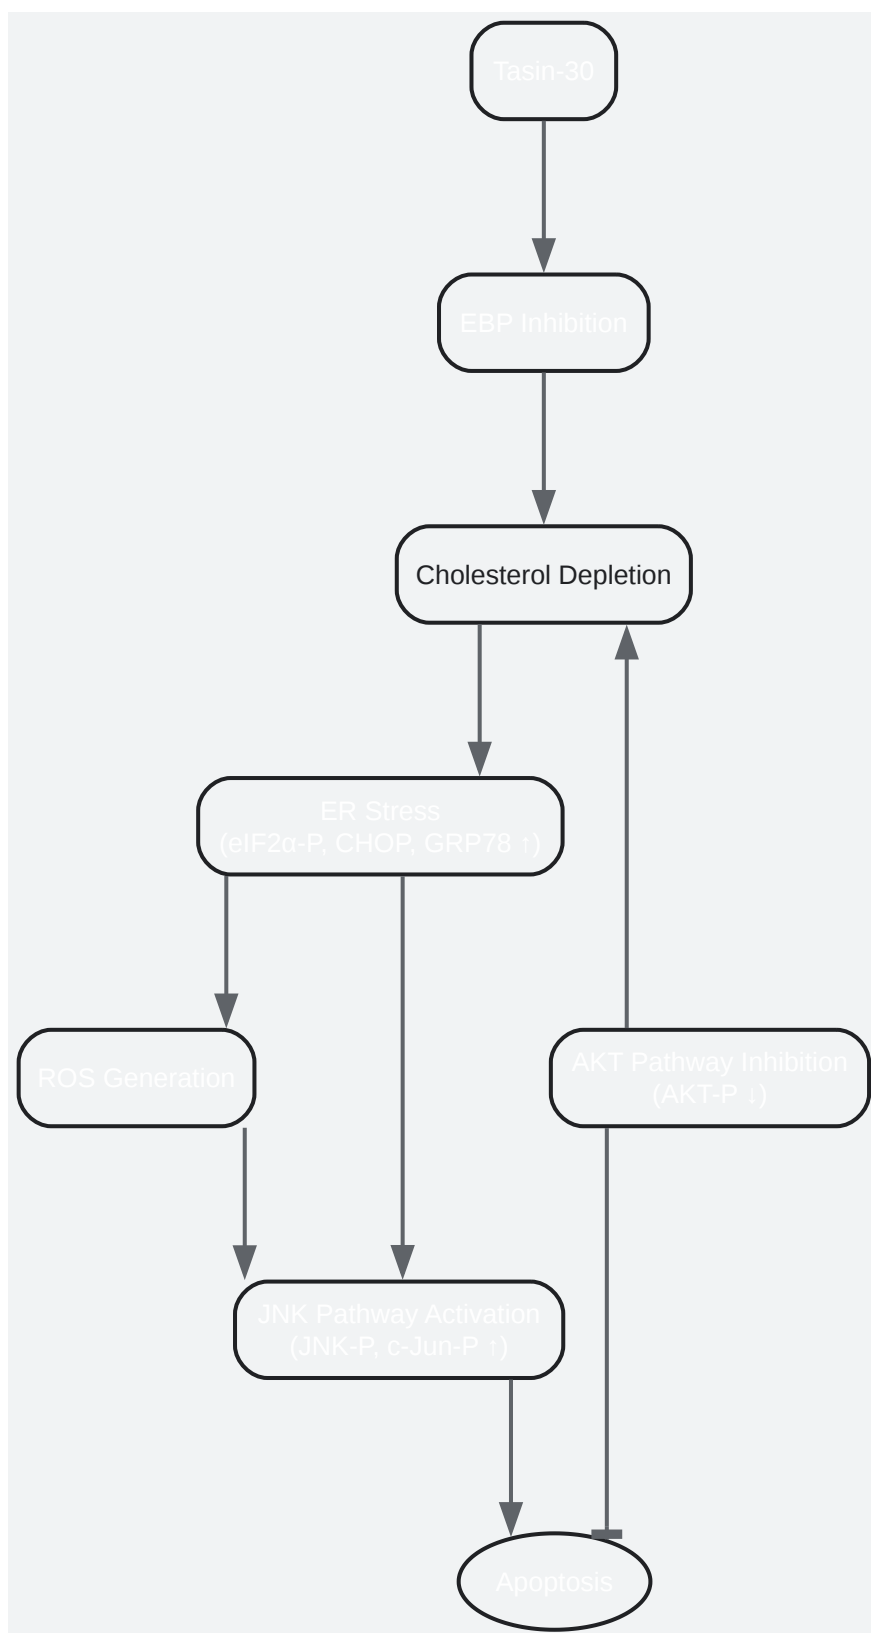 Tasin-30
EBP Inhibition
Cholesterol Depletion
ER Stress
(eIF2α-P, CHOP, GRP78 ↑)
ROS Generation
AKT Pathway Inhibition
(AKT-P ↓)
JNK Pathway Activation
(JNK-P, c-Jun-P ↑)
Apoptosis